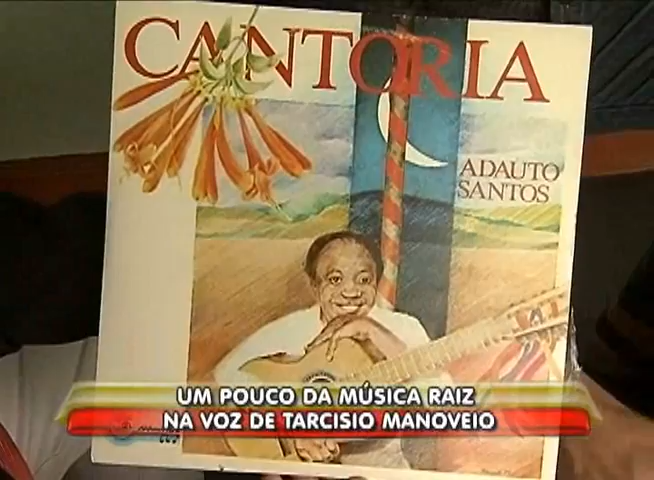 CANTORIA
ADAUTO
SANTOS
UM POUCO DA MÚSICA RAIZ
NA VOZ DE TARCISIO MANOVEIO